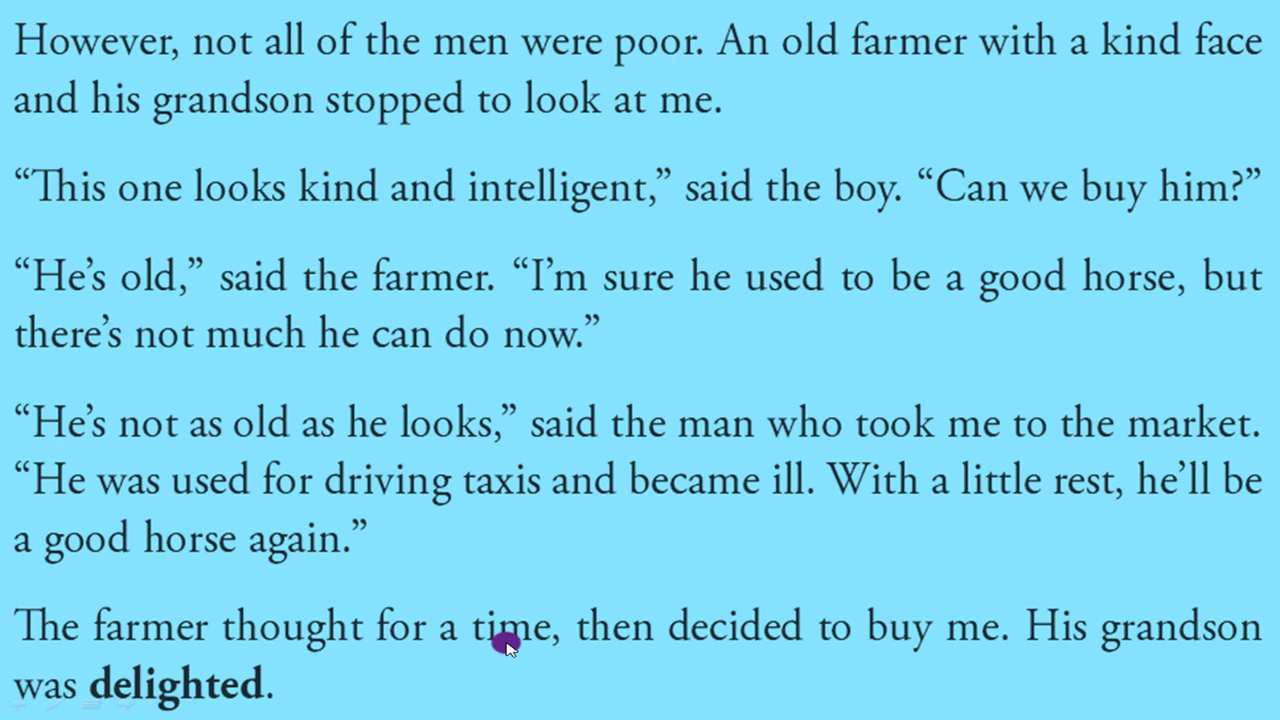 However, not all of the men were poor. An old farmer with a kind face
and his grandson stopped to look at me.
“This one looks kind and intelligent,” said the boy. “Can we buy him?”
“He’s old,” said the farmer. “I’m sure he used to be a good horse, but
there’s not much he can do now.”
“He’s not as old as he looks,” said the man who took me to the market.
“He was used for driving taxis and became ill. With a little rest, he’ll be
a good horse again.”
The farmer thought for a time, then decided to buy me. His grandson
was delighted.